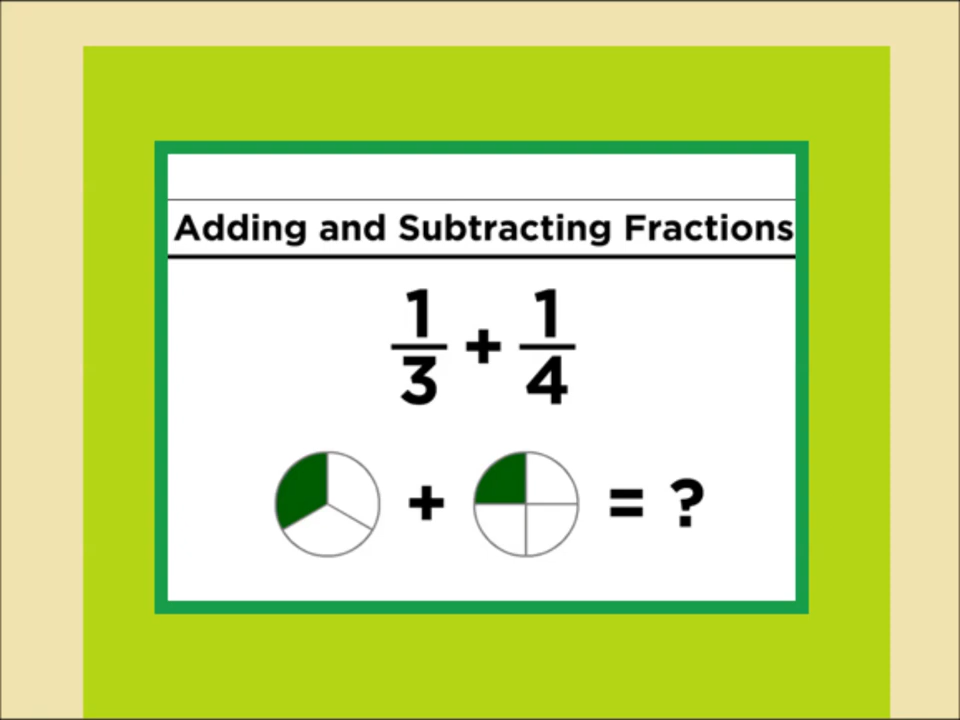 Adding and Subtracting Fractions
1/3 + 1/4
+ = ?